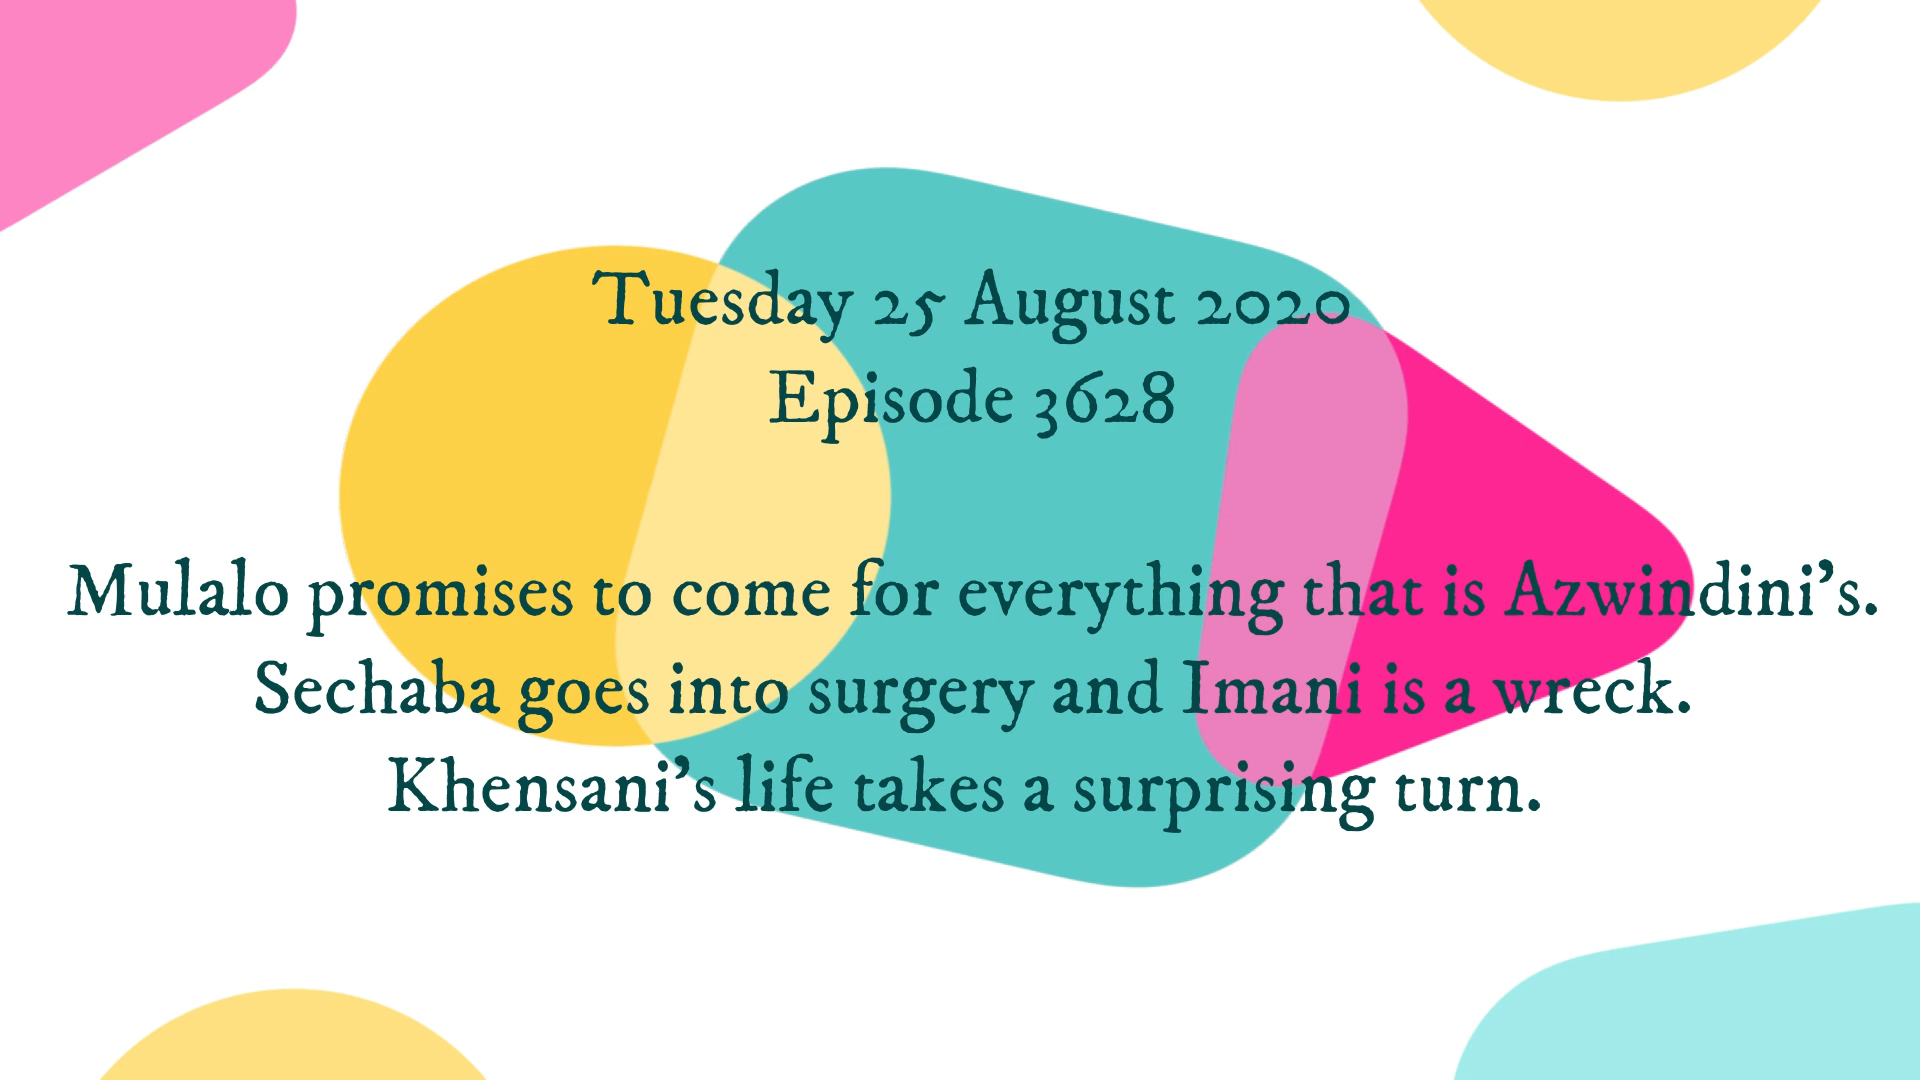 Tuesday 25 August 2020
Episode 3628
Mulalo promises to come for everything that is Azwindini’s.
Sechaba goes into surgery and Imani is a wreck.
Khensani’s life takes a surprising turn.